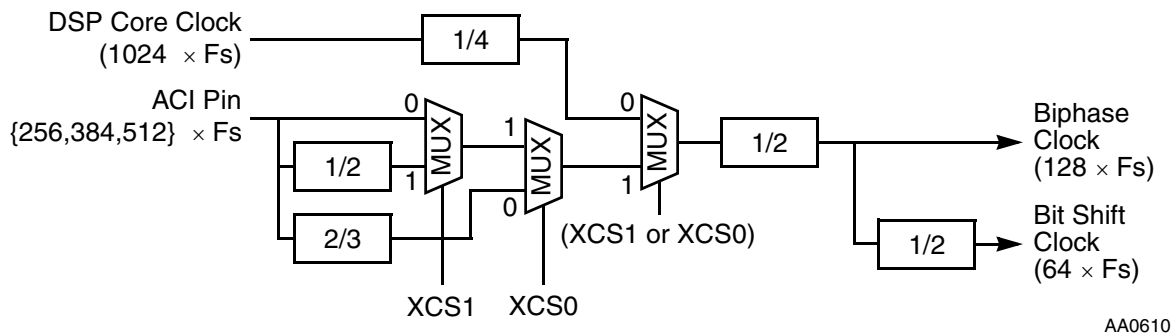 DSP Core Clock
(1024 × Fs)
1/4
ACI Pin
{256,384,512} × Fs
0
1
MUX
1/2
2/3
1
0
MUX
0
1
MUX
(XCS1 or XCS0)
XCS1
XCS0
1/2
Biphase
Clock
(128 × Fs)
1/2
Bit Shift
Clock
(64 × Fs)
AA0610